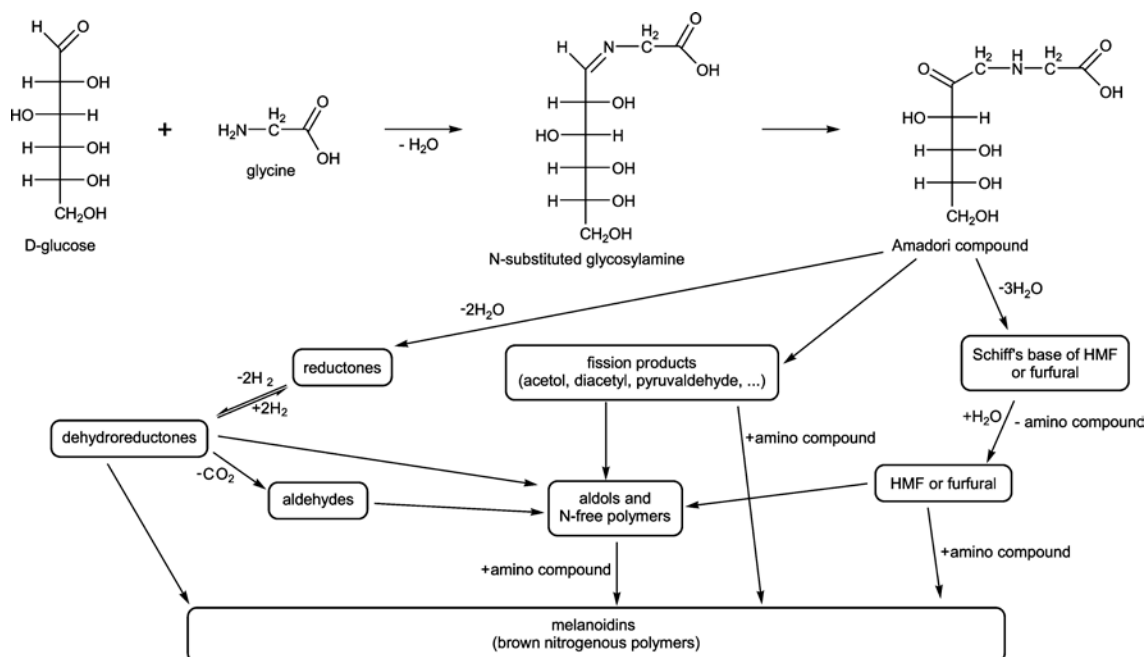 H
O
H
OH
HO
H
H
OH
H
OH
CH2OH
D-glucose
+
H2N
H2
C
O
OH
glycine
- H2O
H
N
H2
C
O
OH
H
OH
HO
H
H
OH
H
OH
CH2OH
N-substituted glycosylamine
O
H2
C
H
N
H2
C
O
OH
HO
H
H
OH
H
OH
CH2OH
Amadori compound
-2H2O
-3H2O
reductones
fission products
(acetol, diacetyl, pyruvaldehyde, ...)
Schiff's base of HMF
or furfural
-2H2
+2H2
+H2O
- amino compound
dehydroreductones
+amino compound
-CO2
aldehydes
aldols and
N-free polymers
HMF or furfural
+amino compound
+amino compound
melanoidins
(brown nitrogenous polymers)